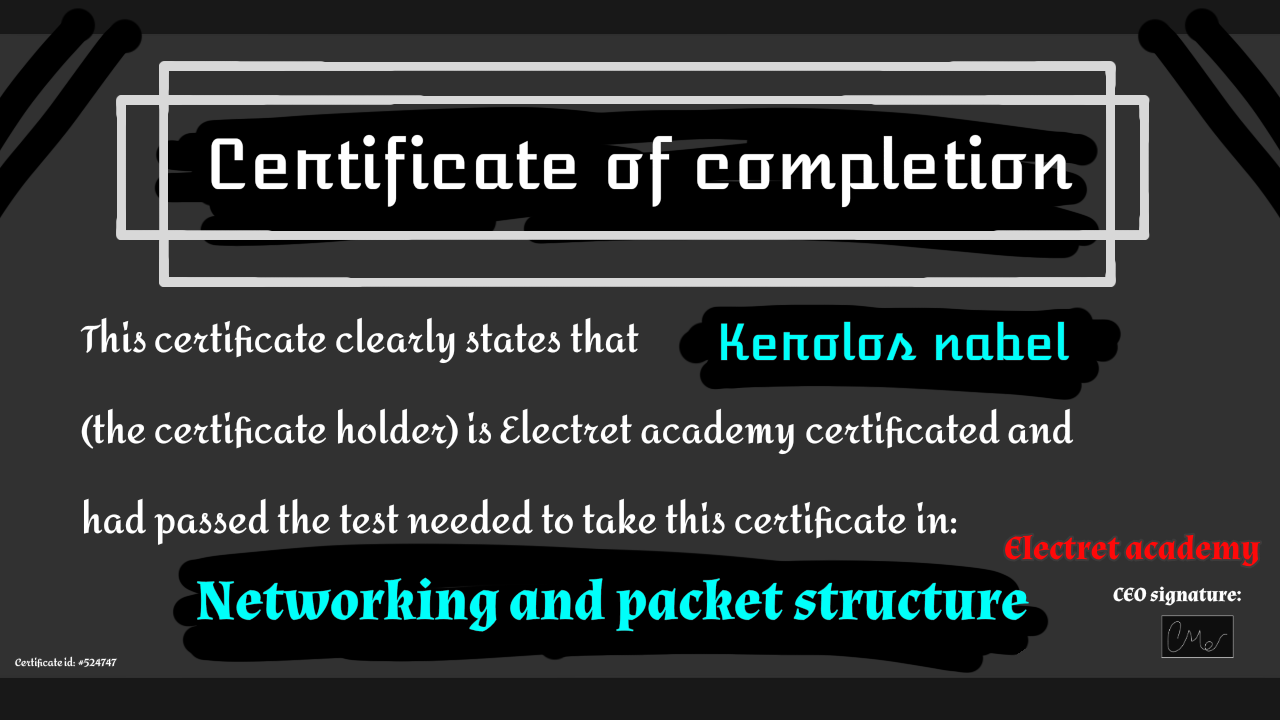 Certificate of completion
This certificate clearly states that Kerolos nabel
(the certificate holder) is Electret academy certificated and
had passed the test needed to take this certificate in:
Electret academy
Networking and packet structure
CEO signature:
Certificate id: #524747